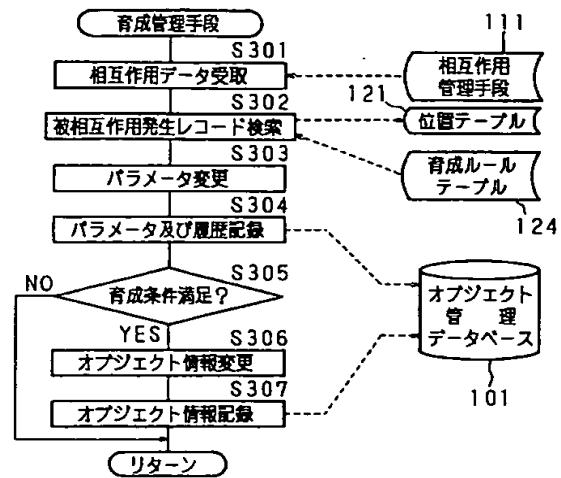 育成管理手段
S301
相互作用データ受取
S302
被相互作用発生レコード検索
S303
パラメータ変更
S304
パラメータ及び履歴記録
S305
育成条件満足?
NO
YES
S306
オブジェクト情報変更
S307
オブジェクト情報記録
リターン
111
相互作用
管理手段
121
位置テーブル
育成ルール
テーブル
124
オブジェクト
管 理
データベース
101